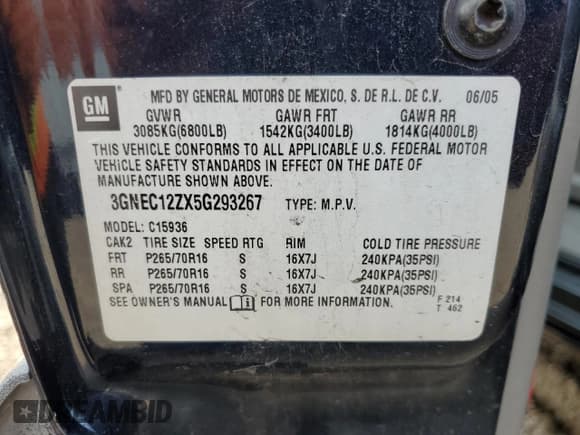 GM
MFD BY GENERAL MOTORS DE MEXICO, S. DE R.L. DE C.V. 06/05
GVWR GAWR FRT GAWR RR
3085KG(6800LB) 1542KG(3400LB) 1814KG(4000LB)
THIS VEHICLE CONFORMS TO ALL APPLICABLE U.S. FEDERAL MOTOR
VEHICLE SAFETY STANDARDS IN EFFECT ON THE DATE OF
MANUFACTURE SHOWN ABOVE.
3GNEC12ZX5G293267 TYPE: M.P.V.
MODEL: C15936
CAK2 TIRE SIZE SPEED RTG RIM COLD TIRE PRESSURE
FRT P265/70R16 S 16X7J 240KPA(35PSI)
RR P265/70R16 S 16X7J 240KPA(35PSI)
SPA P265/70R16 S 16X7J 240KPA(35PSI)
SEE OWNER'S MANUAL i FOR MORE INFORMATION.
F 214
T 462
DREAMBID